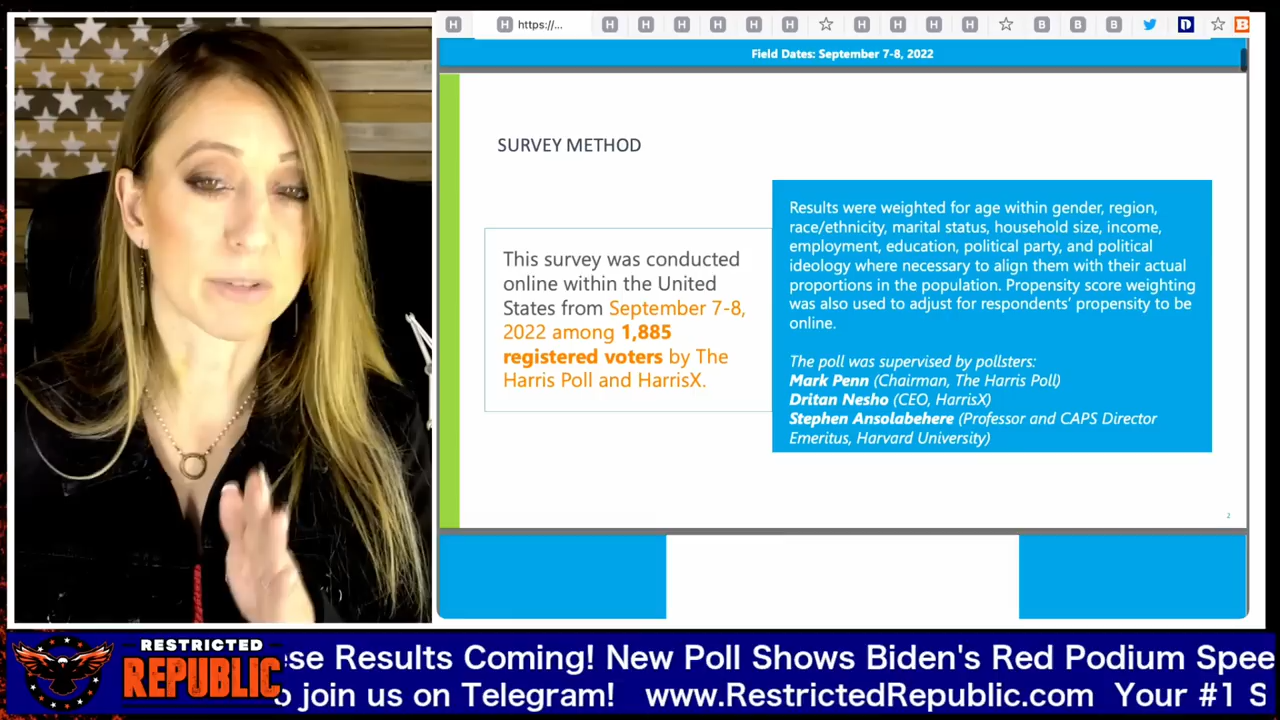 https://...
Field Dates: September 7-8, 2022
SURVEY METHOD
This survey was conducted
online within the United
States from September 7-8,
2022 among 1,885
registered voters by The
Harris Poll and HarrisX.
Results were weighted for age within gender, region,
race/ethnicity, marital status, household size, income,
employment, education, political party, and political
ideology where necessary to align them with their actual
proportions in the population. Propensity score weighting
was also used to adjust for respondents' propensity to be
online.
The poll was supervised by pollsters:
Mark Penn (Chairman, The Harris Poll)
Dritan Nesho (CEO, HarrisX)
Stephen Ansolabehere (Professor and CAPS Director
Emeritus, Harvard University)
2
RESTRICTED
REPUBLIC
se Results Coming! New Poll Shows Biden's Red Podium Spee
o join us on Telegram! www.RestrictedRepublic.com Your #1 S